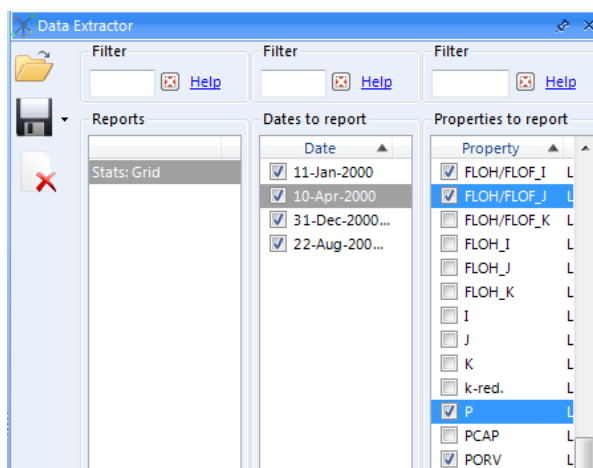 Data Extractor
Filter
Help
Filter
Help
Filter
Help
Reports
Stats: Grid
Dates to report
Date
11-Jan-2000
10-Apr-2000
31-Dec-2000...
22-Aug-200...
Properties to report
Property
FLOH/FLOF_I L
FLOH/FLOF_J L
FLOH/FLOF_K L
FLOH_I L
FLOH_J L
FLOH_K L
I L
J L
K L
k-red. L
P L
PCAP L
PORV L